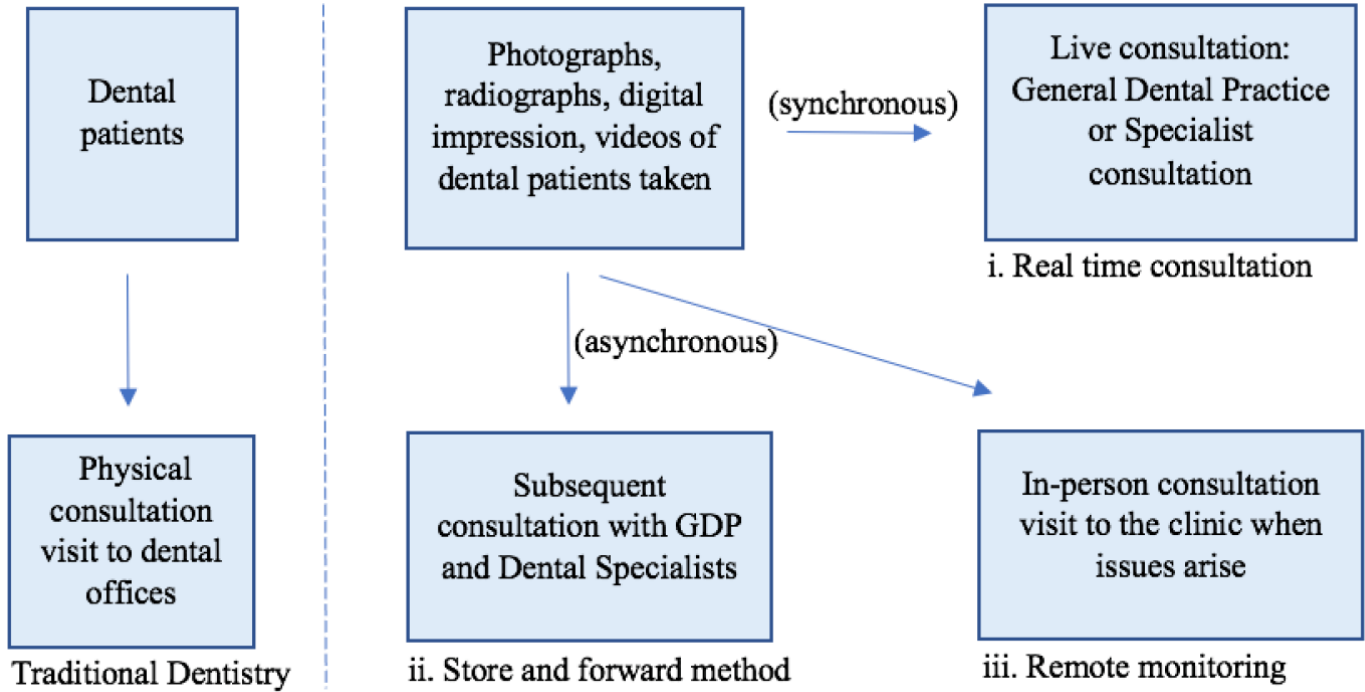 Dental
patients
Physical
consultation
visit to dental
offices
Traditional Dentistry
Photographs,
radiographs, digital
impression, videos of
dental patients taken
(synchronous)
Live consultation:
General Dental Practice
or Specialist
consultation
i. Real time consultation
(asynchronous)
Subsequent
consultation with GDP
and Dental Specialists
ii. Store and forward method
In-person consultation
visit to the clinic when
issues arise
iii. Remote monitoring